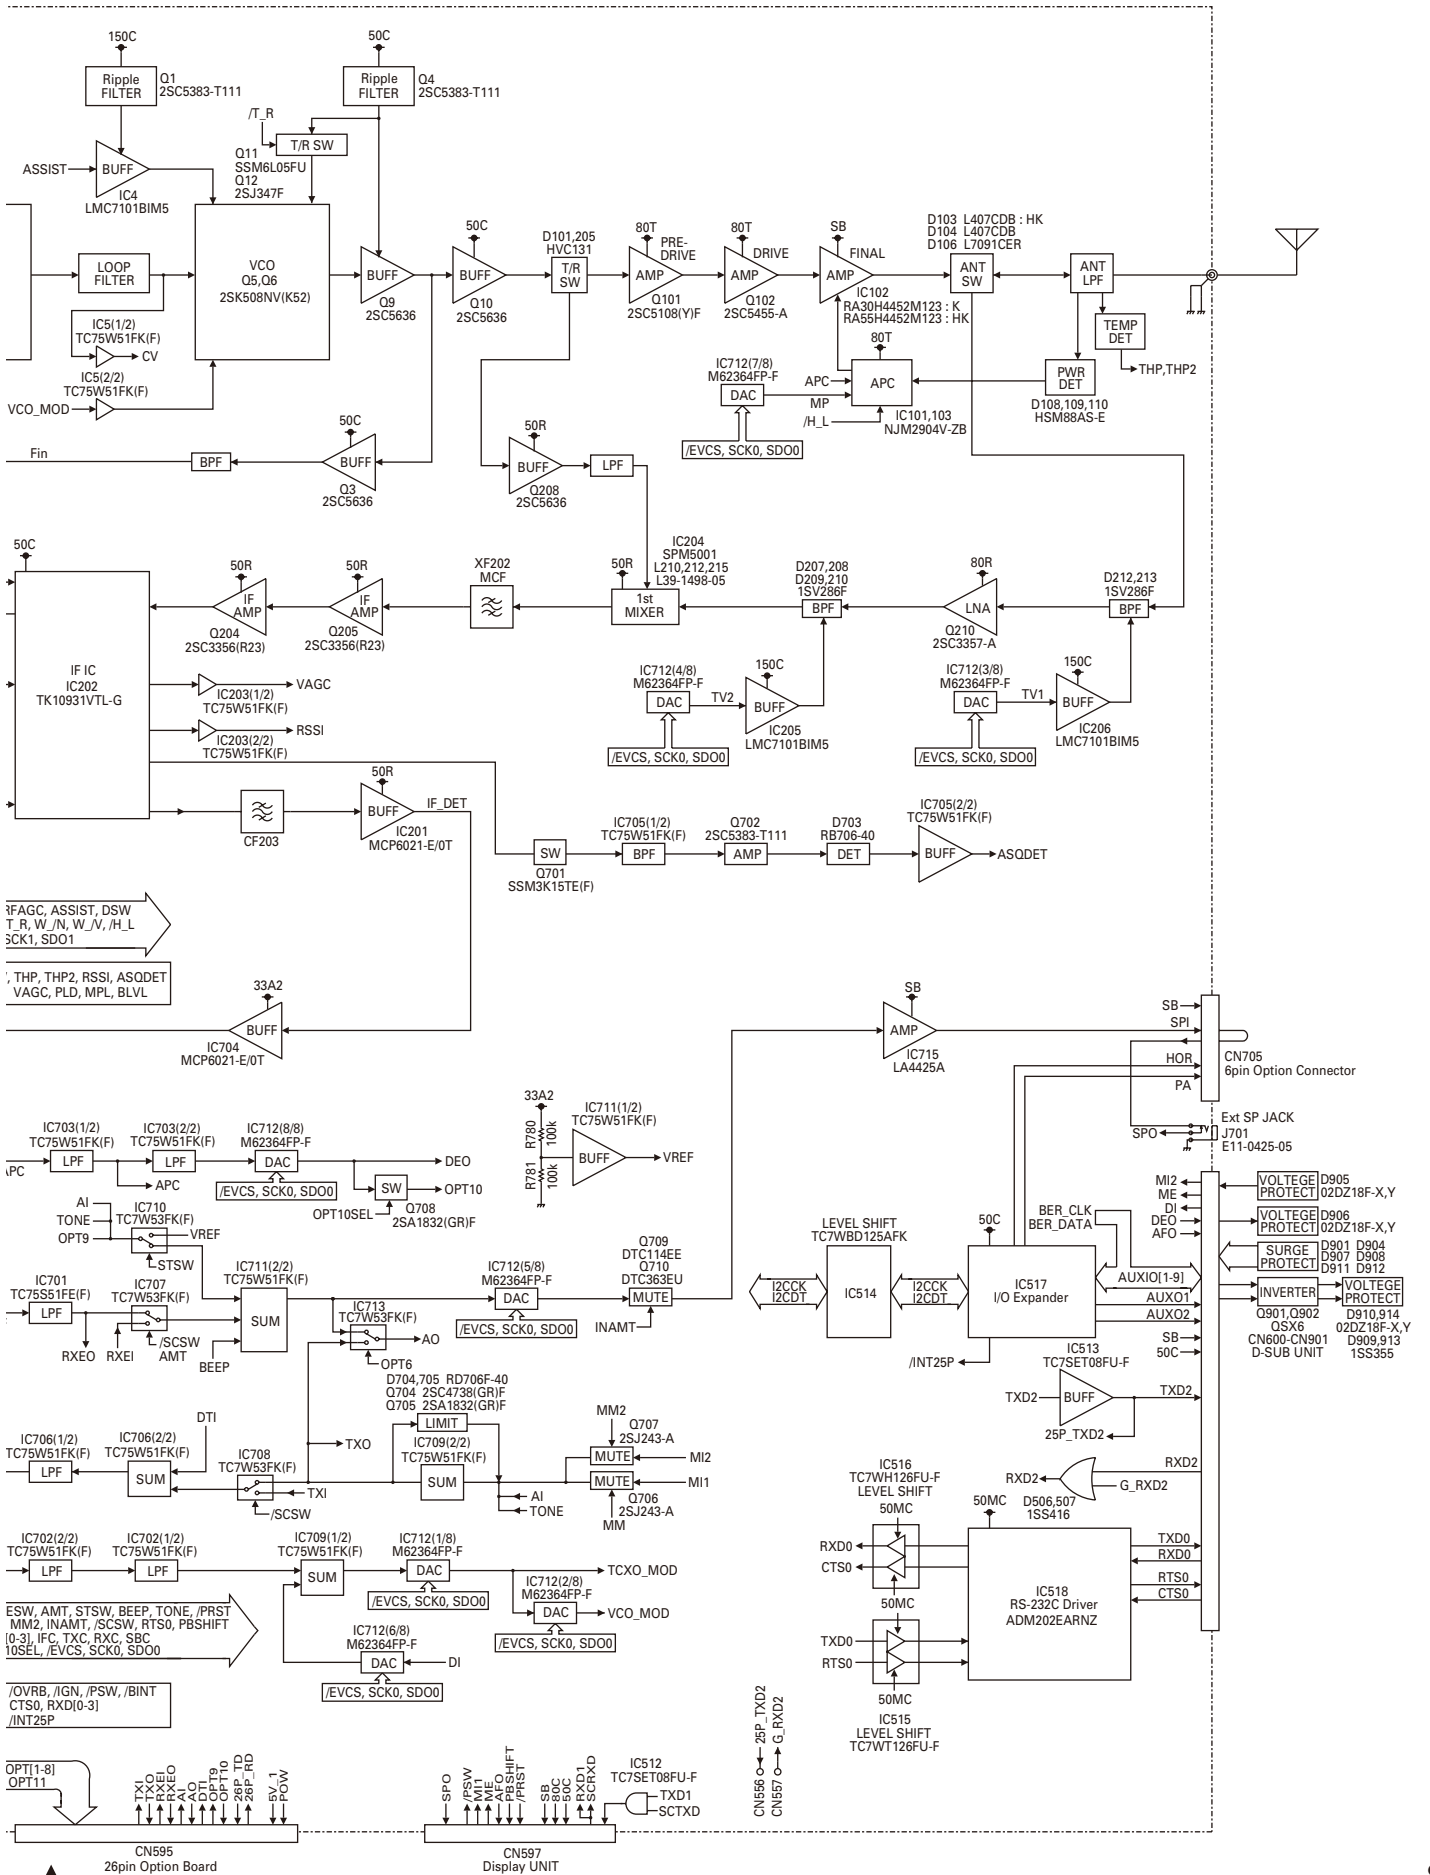 150C
50C
Ripple
FILTER
Q1
2SC5383-T111
Ripple
FILTER
Q4
2SC5383-T111
/T_R
T/R SW
ASSIST
BUFF
IC4
LMC7101BIM5
Q11
SSM6L05FU
Q12
2SJ347F
LOOP
FILTER
VCO
Q5,Q6
2SK508NV(K52)
BUFF
Q9
2SC5636
50C
BUFF
Q10
2SC5636
D101,205
HVC131
T/R
SW
80T
PRE-
DRIVE
AMP
Q101
2SC5108(Y)F
80T
DRIVE
AMP
Q102
2SC5455-A
SB
FINAL
AMP
IC102
RA30H4452M123 : K
RA55H4452M123 : HK
D103 L407CDB : HK
D104 L407CDB
D106 L7091CER
ANT
SW
ANT
LPF
TEMP
DET
THP,THP2
IC5(1/2)
TC75W51FK(F)
CV
IC5(2/2)
TC75W51FK(F)
VCO_MOD
IC712(7/8)
M62364FP-F
DAC
APC
MP
/H_L
80T
APC
IC101,103
NJM2904V-ZB
PWR
DET
D108,109,110
HSM88AS-E
/EVCS, SCK0, SDO0
Fin
BPF
50C
BUFF
Q3
2SC5636
50R
BUFF
Q208
2SC5636
LPF
50C
50R
IF
AMP
Q204
2SC3356(R23)
50R
IF
AMP
Q205
2SC3356(R23)
XF202
MCF
IC204
SPM5001
L210,212,215
L39-1498-05
50R
1st
MIXER
D207,208
D209,210
1SV286F
BPF
80R
LNA
Q210
2SC3357-A
D212,213
1SV286F
BPF
IF IC
IC202
TK10931VTL-G
VAGC
IC203(1/2)
TC75W51FK(F)
RSSI
IC203(2/2)
TC75W51FK(F)
IC712(4/8)
M62364FP-F
DAC
TV2
150C
BUFF
IC205
LMC7101BIM5
/EVCS, SCK0, SDO0
IC712(3/8)
M62364FP-F
DAC
TV1
150C
BUFF
IC206
LMC7101BIM5
/EVCS, SCK0, SDO0
CF203
50R
BUFF
IF_DET
IC201
MCP6021-E/0T
SW
Q701
SSM3K15TE(F)
IC705(1/2)
TC75W51FK(F)
BPF
Q702
2SC5383-T111
AMP
D703
RB706-40
DET
IC705(2/2)
TC75W51FK(F)
BUFF
ASQDET
RFAGC, ASSIST, DSW
T_R, W_/N, W_/V, /H_L
SCK1, SDO1
, THP, THP2, RSSI, ASQDET
VAGC, PLD, MPL, BLVL
33A2
BUFF
IC704
MCP6021-E/0T
SB
AMP
IC715
LA4425A
SB
SPI
HOR
PA
CN705
6pin Option Connector
Ext SP JACK
SPO
J701
E11-0425-05
IC703(1/2)
TC75W51FK(F)
LPF
APC
IC703(2/2)
TC75W51FK(F)
LPF
APC
IC712(8/8)
M62364FP-F
DAC
/EVCS, SCK0, SDO0
DEO
SW
OPT10
OPT10SEL
Q708
2SA1832(GR)F
33A2
R780
100k
R781
100k
IC711(1/2)
TC75W51FK(F)
BUFF
VREF
AI
TONE
OPT9
IC710
TC7W53FK(F)
VREF
STSW
IC701
TC75S51FE(F)
LPF
RXEO
IC707
TC7W53FK(F)
RXEI
/SCSW
AMT
BEEP
IC711(2/2)
TC75W51FK(F)
SUM
IC713
TC7W53FK(F)
AO
OPT6
IC712(5/8)
M62364FP-F
DAC
/EVCS, SCK0, SDO0
Q709
DTC114EE
Q710
DTC363EU
MUTE
INAMT
LEVEL SHIFT
TC7WBD125AFK
I2CCK
I2CDT
IC514
I2CCK
I2CDT
50C
IC517
I/O Expander
/INT25P
BER_CLK
BER_DATA
AUXIO[1-9]
AUXO1
AUXO2
SB
50C
MI2
ME
DI
DEO
AFO
VOLTEGE
PROTECT
D905
02DZ18F-X,Y
VOLTEGE
PROTECT
D906
02DZ18F-X,Y
SURGE
PROTECT
D901 D904
D907 D908
D911 D912
INVERTER
Q901,Q902
QSX6
CN600-CN901
D-SUB UNIT
VOLTEGE
PROTECT
D910,914
02DZ18F-X,Y
D909,913
1SS355
IC513
TC7SET08FU-F
TXD2
BUFF
TXD2
25P_TXD2
D704,705 RD706F-40
Q704 2SC4738(GR)F
Q705 2SA1832(GR)F
LIMIT
IC709(2/2)
TC75W51FK(F)
SUM
AI
TONE
MM2
Q707
2SJ243-A
MUTE
MI2
MUTE
MI1
Q706
2SJ243-A
MM
IC706(1/2)
TC75W51FK(F)
LPF
IC706(2/2)
TC75W51FK(F)
SUM
DTI
IC708
TC7W53FK(F)
TXI
/SCSW
TXO
RXD2
RXD2
G_RXD2
D506,507
1SS416
IC516
TC7WH126FU-F
LEVEL SHIFT
50MC
RXD0
CTS0
50MC
50MC
IC518
RS-232C Driver
ADM202EARNZ
TXD0
RXD0
RTS0
CTS0
TXD0
RTS0
50MC
IC515
LEVEL SHIFT
TC7WT126FU-F
IC702(2/2)
TC75W51FK(F)
LPF
IC702(1/2)
TC75W51FK(F)
LPF
IC709(1/2)
TC75W51FK(F)
SUM
IC712(1/8)
M62364FP-F
DAC
/EVCS, SCK0, SDO0
TCXO_MOD
IC712(2/8)
M62364FP-F
DAC
VCO_MOD
/EVCS, SCK0, SDO0
IC712(6/8)
M62364FP-F
DAC
DI
/EVCS, SCK0, SDO0
ESW, AMT, STSW, BEEP, TONE, /PRST
MM2, INAMT, /SCSW, RTS0, PBSHIFT
[0-3], IFC, TXC, RXC, SBC
10SEL, /EVCS, SCK0, SDO0
/OVRB, /IGN, /PSW, /BINT
CTS0, RXD[0-3]
/INT25P
OPT[1-8]
OPT11
TXI
TXO
RXEI
RXEO
AI
AO
DTI
OPT9
OPT10
26P_TD
26P_RD
5V_1
POW
CN595
26pin Option Board
SPO
/PSW
MI1
ME
AFO
PBSHIFT
/PRST
SB
80C
50C
RXD1
SCRXD
IC512
TC7SET08FU-F
TXD1
SCTXD
CN597
Display UNIT
CN556
25P_TXD2
CN557
G_RXD2